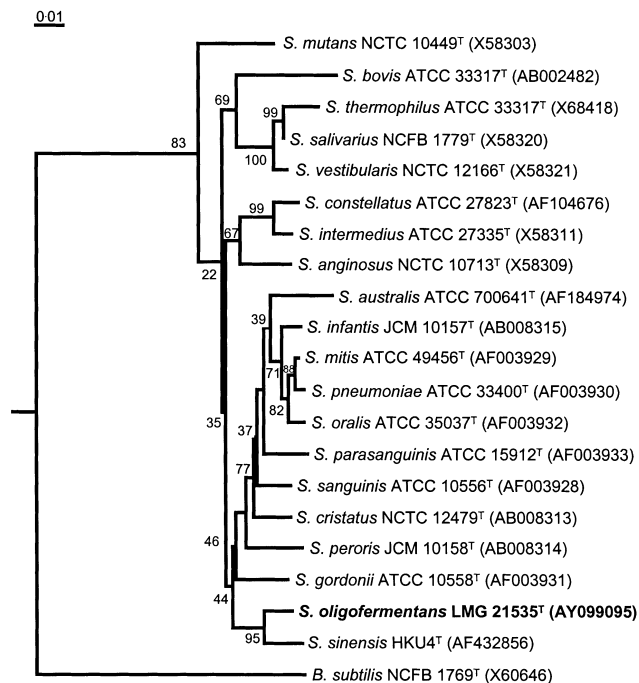 0·01
S. mutans NCTC 10449ᵀ (X58303)
S. bovis ATCC 33317ᵀ (AB002482)
69
S. thermophilus ATCC 33317ᵀ (X68418)
99
S. salivarius NCFB 1779ᵀ (X58320)
83
100
S. vestibularis NCTC 12166ᵀ (X58321)
S. constellatus ATCC 27823ᵀ (AF104676)
99
67
S. intermedius ATCC 27335ᵀ (X58311)
S. anginosus NCTC 10713ᵀ (X58309)
22
S. australis ATCC 700641ᵀ (AF184974)
39
S. infantis JCM 10157ᵀ (AB008315)
S. mitis ATCC 49456ᵀ (AF003929)
71
88
S. pneumoniae ATCC 33400ᵀ (AF003930)
82
S. oralis ATCC 35037ᵀ (AF003932)
35
37
S. parasanguinis ATCC 15912ᵀ (AF003933)
77
S. sanguinis ATCC 10556ᵀ (AF003928)
S. cristatus NCTC 12479ᵀ (AB008313)
46
S. peroris JCM 10158ᵀ (AB008314)
S. gordonii ATCC 10558ᵀ (AF003931)
44
S. oligofermentans LMG 21535ᵀ (AY099095)
95
S. sinensis HKU4ᵀ (AF432856)
B. subtilis NCFB 1769ᵀ (X60646)